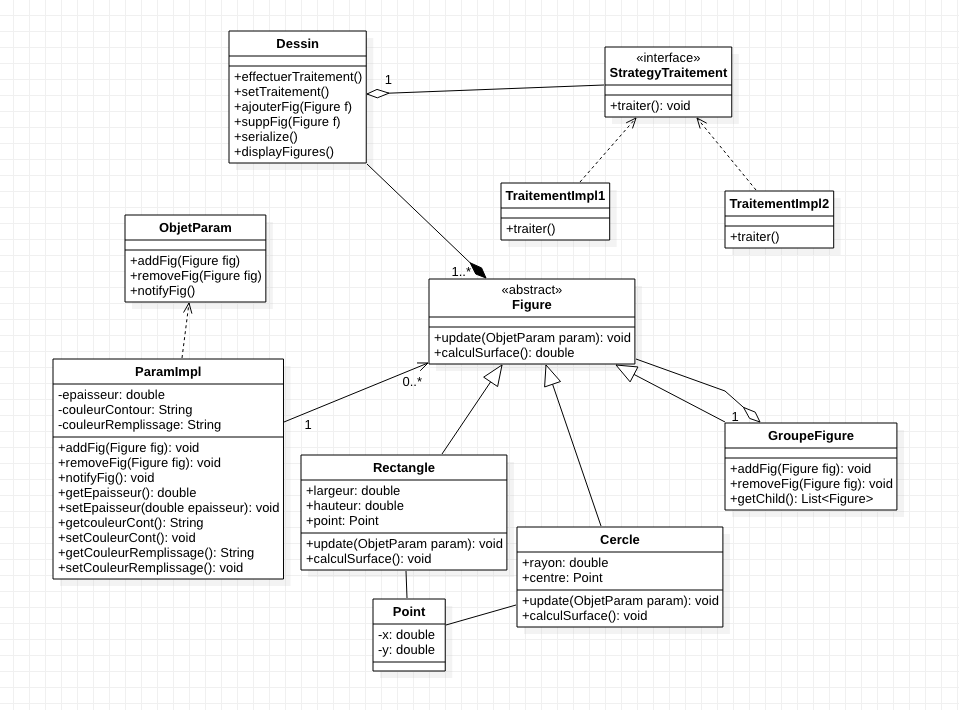 Dessin
+effectuerTraitement()
+setTraitement()
+ajouterFig(Figure f)
+suppFig(Figure f)
+serialize()
+displayFigures()
1
«interface»
StrategyTraitement
+traiter(): void
TraitementImpl1
+traiter()
TraitementImpl2
+traiter()
ObjetParam
+addFig(Figure fig)
+removeFig(Figure fig)
+notifyFig()
1..*
«abstract»
Figure
+update(ObjetParam param): void
+calculSurface(): double
ParamImpl
-epaisseur: double
-couleurContour: String
-couleurRemplissage: String
+addFig(Figure fig): void
+removeFig(Figure fig): void
+notifyFig(): void
+getEpaisseur(): double
+setEpaisseur(double epaisseur): void
+getcouleurCont(): String
+setCouleurCont(): void
+getCouleurRemplissage(): String
+setCouleurRemplissage(): void
0..*
1
1
GroupeFigure
+addFig(Figure fig): void
+removeFig(Figure fig): void
+getChild(): List<Figure>
Rectangle
+largeur: double
+hauteur: double
+point: Point
+update(ObjetParam param): void
+calculSurface(): void
Cercle
+rayon: double
+centre: Point
+update(ObjetParam param): void
+calculSurface(): void
Point
-x: double
-y: double